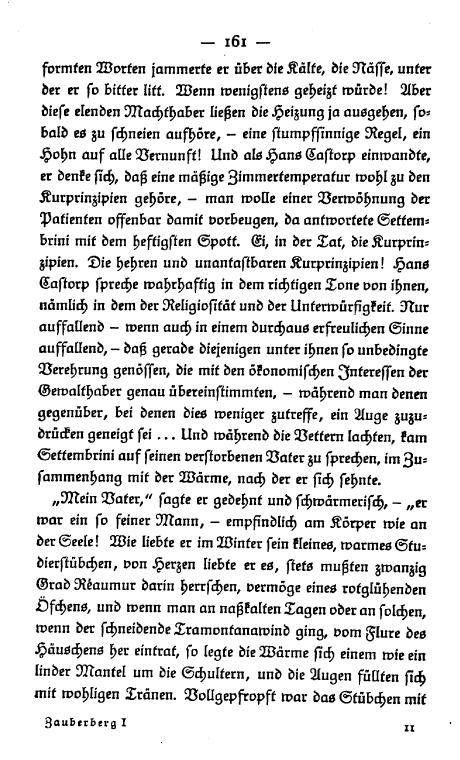 — 161 —
formten Worten jammerte er über die Kälte, die Nässe, unter
der er so bitter litt. Wenn wenigstens geheizt würde! Aber
diese elenden Machthaber ließen die Heizung ja ausgehen, so-
bald es zu schneien aufhöre, – eine stumpfsinnige Regel, ein
Hohn auf alle Vernunft! Und als Hans Castorp einwandte,
er denke sich, daß eine mäßige Zimmertemperatur wohl zu den
Kurprinzipien gehöre, – man wolle einer Verwöhnung der
Patienten offenbar damit vorbeugen, da antwortete Settem-
brini mit dem heftigsten Spott. Ei, in der Tat, die Kurprin-
zipien. Die hehren und unantastbaren Kurprinzipien! Hans
Castorp spreche wahrhaftig in dem richtigen Tone von ihnen,
nämlich in dem der Religiosität und der Unterwürfigkeit. Nur
auffallend – wenn auch in einem durchaus erfreulichen Sinne
auffallend, – daß gerade diejenigen unter ihnen so unbedingte
Verehrung genössen, die mit den ökonomischen Interessen der
Gewalthaber genau übereinstimmten, – während man denen
gegenüber, bei denen dies weniger zutreffe, ein Auge zuzu-
drücken geneigt sei ... Und während die Vettern lachten, kam
Settembrini auf seinen verstorbenen Vater zu sprechen, im Zu-
sammenhang mit der Wärme, nach der er sich sehnte.
„Mein Vater,“ sagte er gedehnt und schwärmerisch, – „er
war ein so feiner Mann, – empfindlich am Körper wie an
der Seele! Wie liebte er im Winter sein kleines, warmes Stu-
dierstübchen, von Herzen liebte er es, stets mußten zwanzig
Grad Réaumur darin herrschen, vermöge eines rotglühenden
Öfchens, und wenn man an naßkalten Tagen oder an solchen,
wenn der schneidende Tramontanawind ging, vom Flure des
Häuschens her eintrat, so legte die Wärme sich einem wie ein
linder Mantel um die Schultern, und die Augen füllten sich
mit wohligen Tränen. Vollgepfropft war das Stübchen mit
Zauberberg I 11